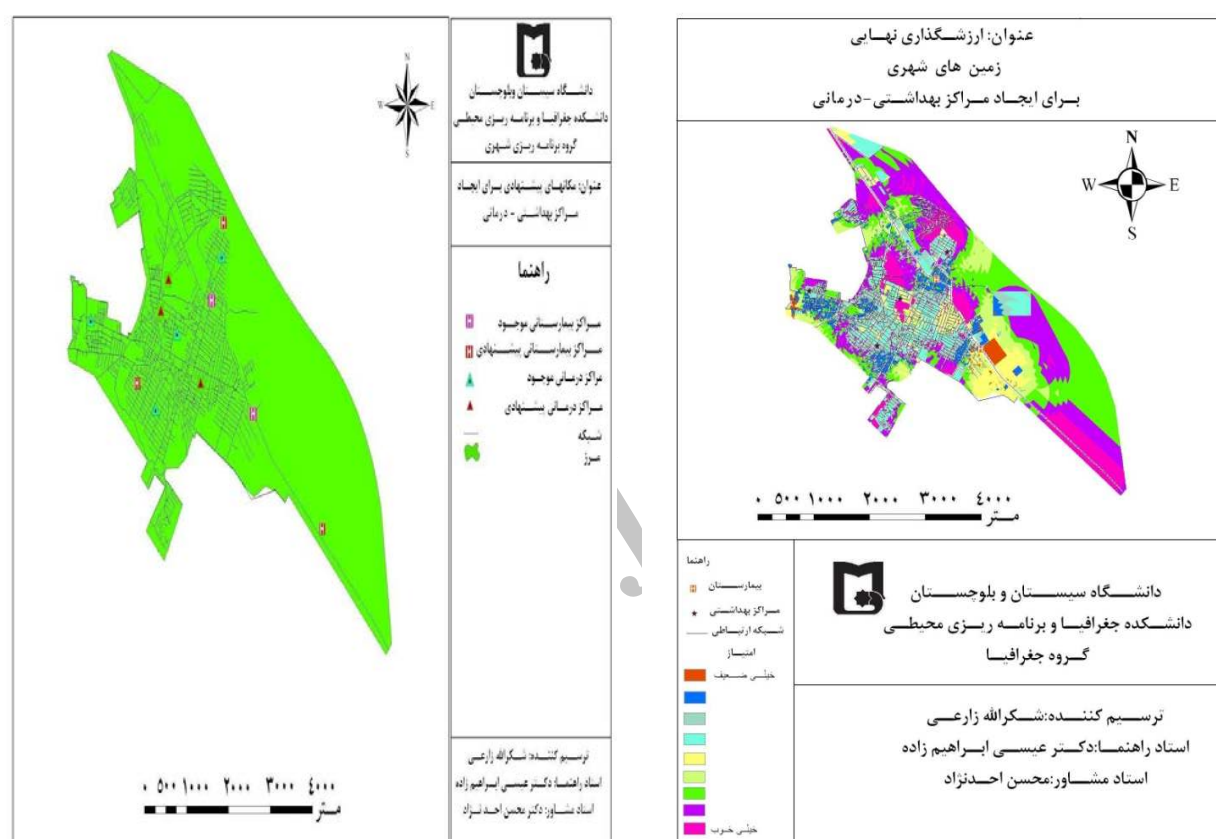 N
W
E
S
دانشگاه سیستان وبلوچستان
دانشکده جغرافیا و برنامه ریزی محیطی
گروه برنامه ریزی شهری
عنوان: مکانهای پیشنهادی برای ایجاد
مراکز بهداشتی - درمانی
راهنما
مراکز بیمارستانی موجود
مراکز بیمارستانی پیشنهادی
مراکز درمانی موجود
مراکز درمانی پیشنهادی
شبکه
مرز
۰ ۵۰۰ ۱۰۰۰ ۲۰۰۰ ۳۰۰۰ ٤۰۰۰
متر
ترسیم کننده: شکرالله زارعی
استاد راهنما: دکتر عیسی ابراهیم زاده
استاد مشاور: دکتر محسن احد نژاد
عنوان: ارزشگذاری نهایی
زمین های شهری
برای ایجاد مراکز بهداشتی-درمانی
N
W
E
S
۰ ۵۰۰ ۱۰۰۰ ۲۰۰۰ ۳۰۰۰ ٤۰۰۰
متر
راهنما
بیمارستان
مراکز بهداشتی
شبکه ارتباطی
امتیاز
خیلی ضعیف
خیلی خوب
دانشگاه سیستان و بلوچستان
دانشکده جغرافیا و برنامه ریزی محیطی
گروه جغرافیا
ترسیم کننده:شکرالله زارعی
استاد راهنما:دکتر عیسی ابراهیم زاده
استاد مشاور:محسن احدنژاد